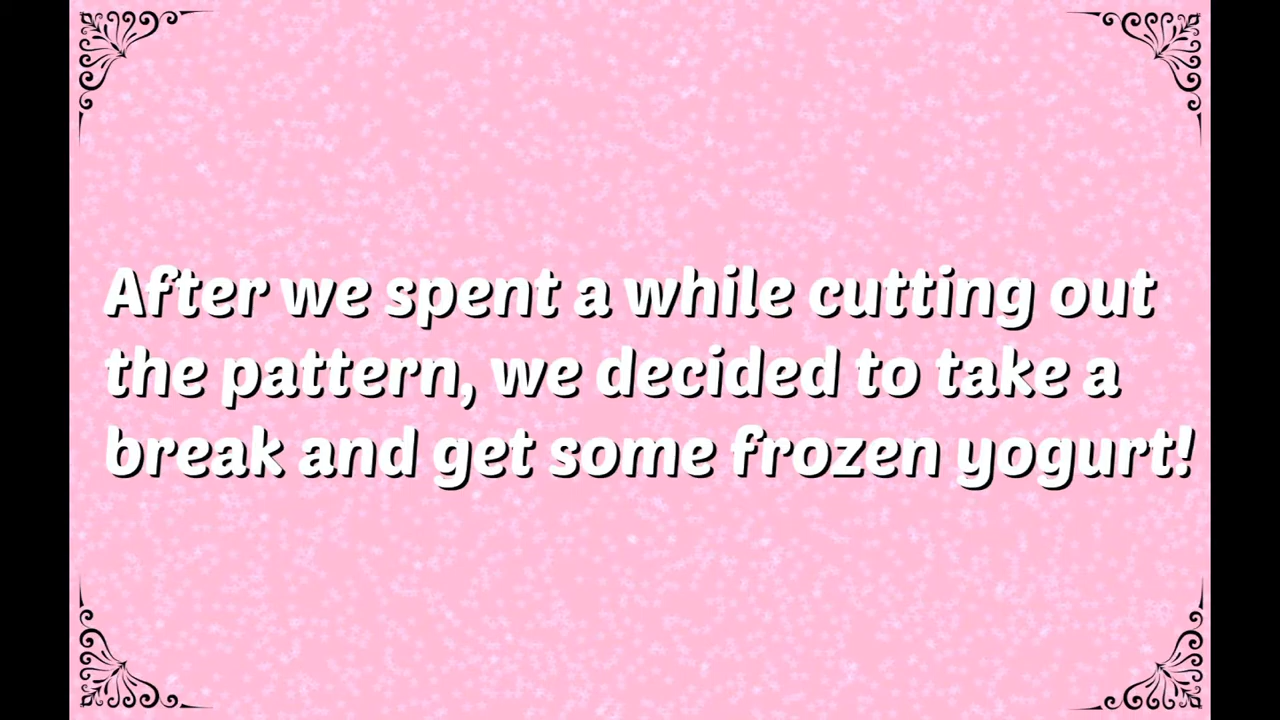 After we spent a while cutting out
the pattern, we decided to take a
break and get some frozen yogurt!